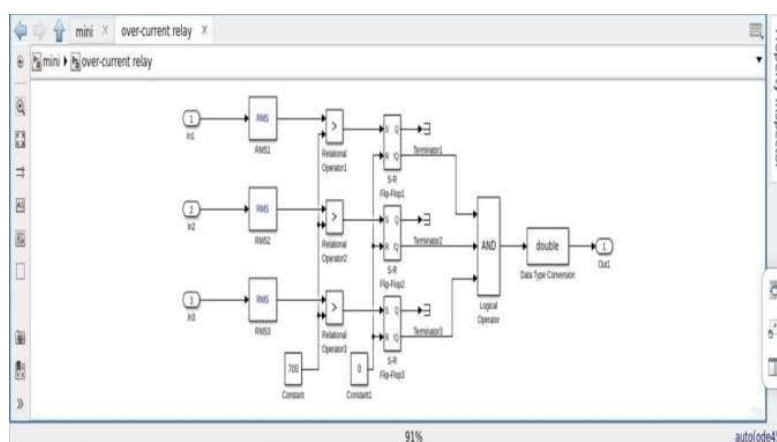 mini × over-current relay ×
mini ▸ over-current relay
1
In1
RMS
RMS1
>
Relational
Operator1
S Q
R !Q
S-R
Flip-Flop1
Terminator1
2
In2
RMS
RMS2
>
Relational
Operator2
S Q
R !Q
S-R
Flip-Flop2
Terminator2
AND
Logical
Operator
double
Data Type Conversion
1
Out1
3
In3
RMS
RMS3
>
Relational
Operator3
S Q
R !Q
S-R
Flip-Flop3
Terminator3
700
Constant
0
Constant1
91%
auto(ode4